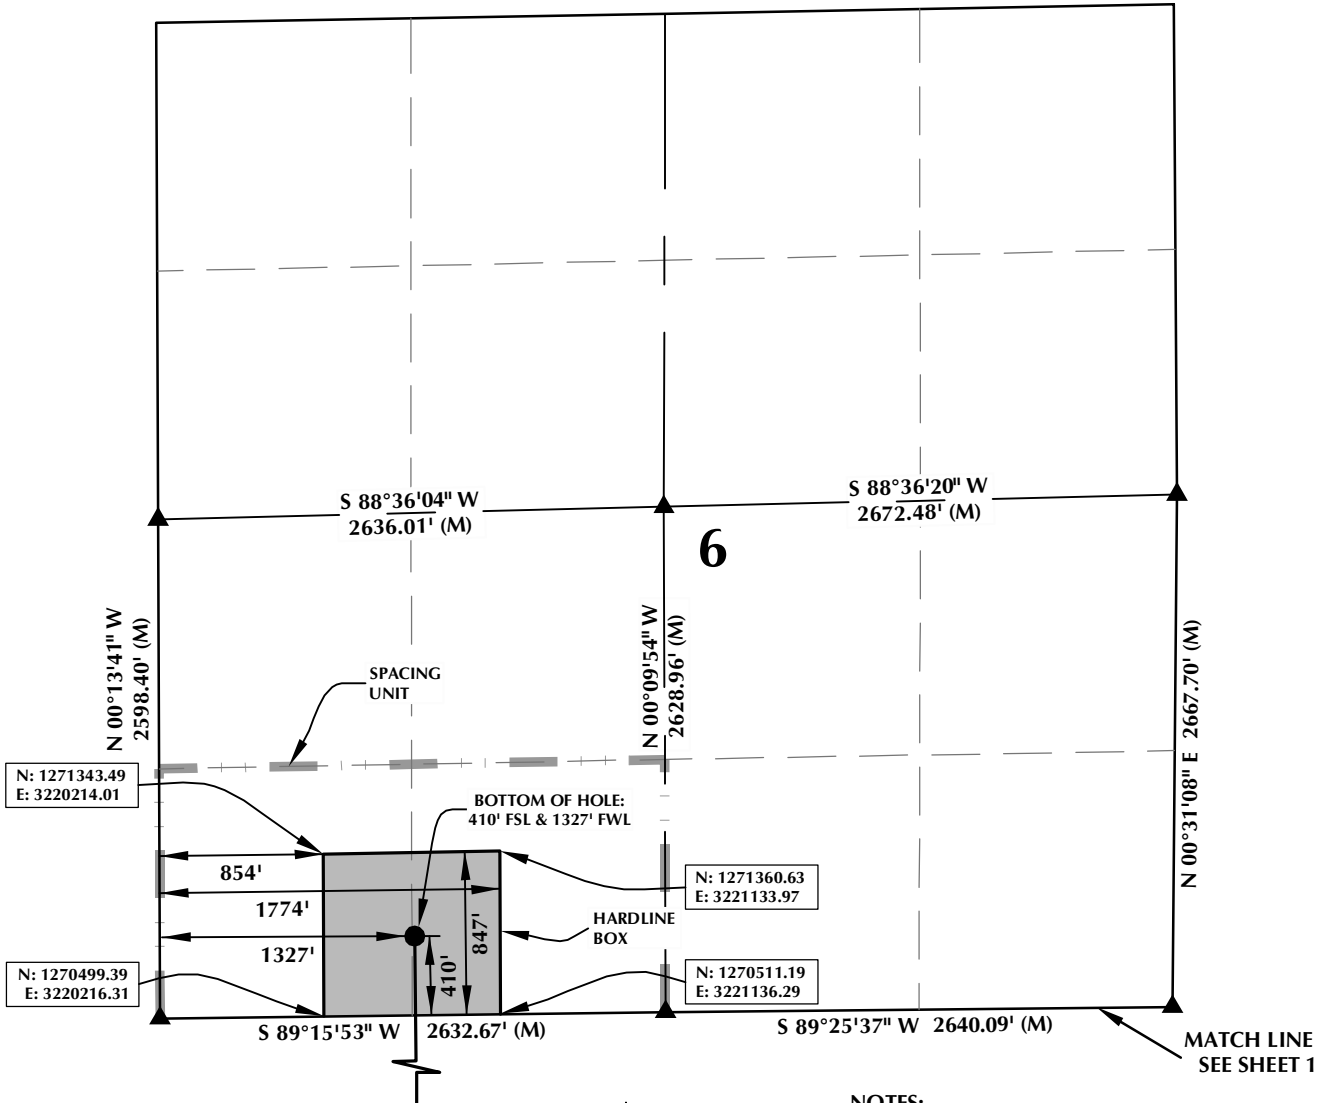 S 88°36'04" W
2636.01' (M)
S 88°36'20" W
2672.48' (M)
6
N 00°13'41" W
2598.40' (M)
N 00°09'54" W
2628.96' (M)
N 00°31'08" E 2667.70' (M)
SPACING
UNIT
N: 1271343.49
E: 3220214.01
BOTTOM OF HOLE:
410' FSL & 1327' FWL
854'
N: 1271360.63
E: 3221133.97
1774'
HARDLINE
BOX
847'
1327'
410'
N: 1270499.39
E: 3220216.31
N: 1270511.19
E: 3221136.29
S 89°15'53" W 2632.67' (M)
S 89°25'37" W 2640.09' (M)
MATCH LINE
SEE SHEET 1
NOTES: